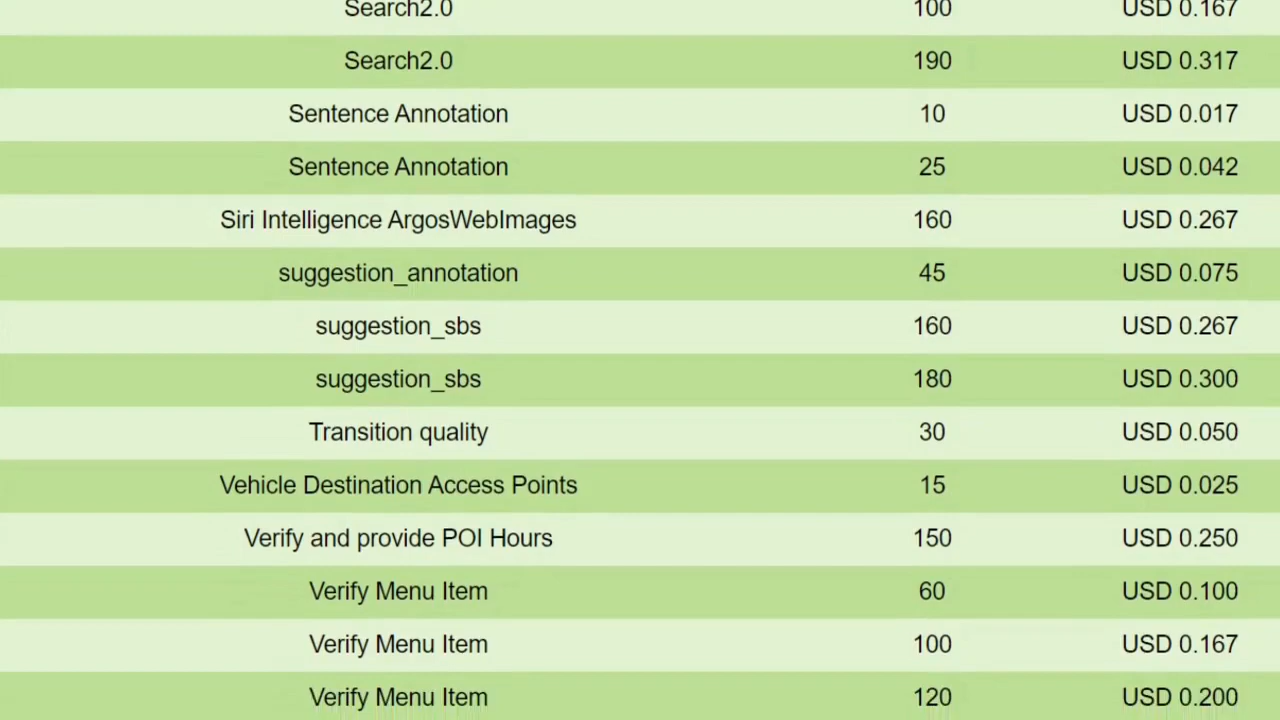 Search2.0 100 USD 0.167
Search2.0 190 USD 0.317
Sentence Annotation 10 USD 0.017
Sentence Annotation 25 USD 0.042
Siri Intelligence ArgosWebImages 160 USD 0.267
suggestion_annotation 45 USD 0.075
suggestion_sbs 160 USD 0.267
suggestion_sbs 180 USD 0.300
Transition quality 30 USD 0.050
Vehicle Destination Access Points 15 USD 0.025
Verify and provide POI Hours 150 USD 0.250
Verify Menu Item 60 USD 0.100
Verify Menu Item 100 USD 0.167
Verify Menu Item 120 USD 0.200